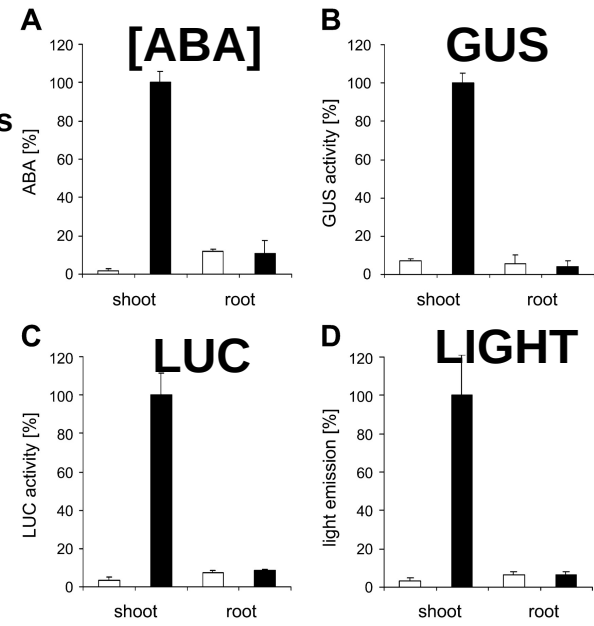 A
[ABA]
120
100
80
60
40
20
0
ABA [%]
shoot root
B
GUS
120
100
80
60
40
20
0
GUS activity [%]
shoot root
s
C
LUC
120
100
80
60
40
20
0
LUC activity [%]
shoot root
D
LIGHT
120
100
80
60
40
20
0
light emission [%]
shoot root